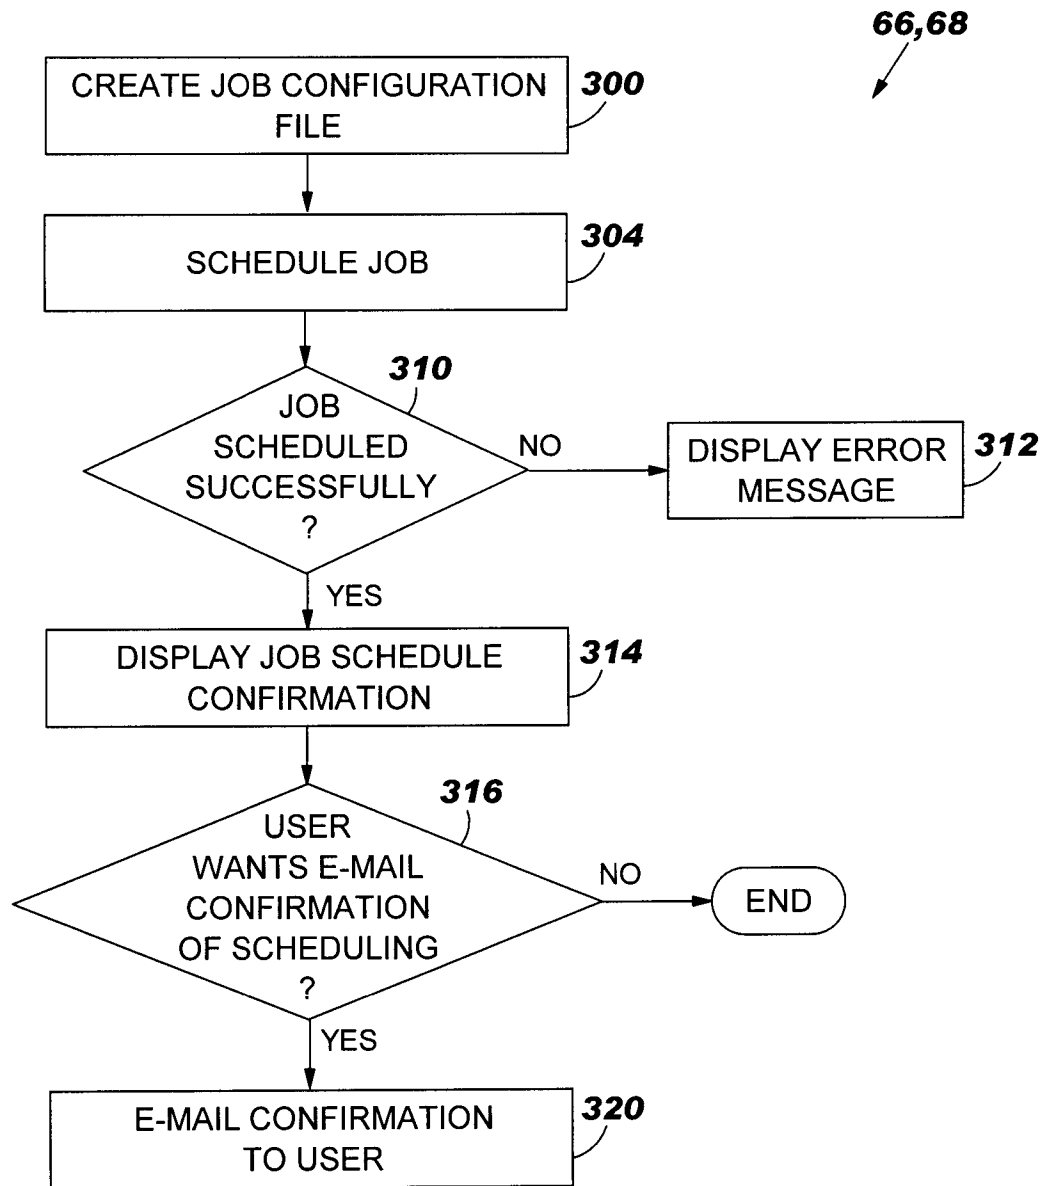 66,68
CREATE JOB CONFIGURATION
FILE
300
SCHEDULE JOB
304
310
JOB
SCHEDULED
SUCCESSFULLY
?
NO
DISPLAY ERROR
MESSAGE
312
YES
DISPLAY JOB SCHEDULE
CONFIRMATION
314
316
USER
WANTS E-MAIL
CONFIRMATION
OF SCHEDULING
?
NO
END
YES
E-MAIL CONFIRMATION
TO USER
320